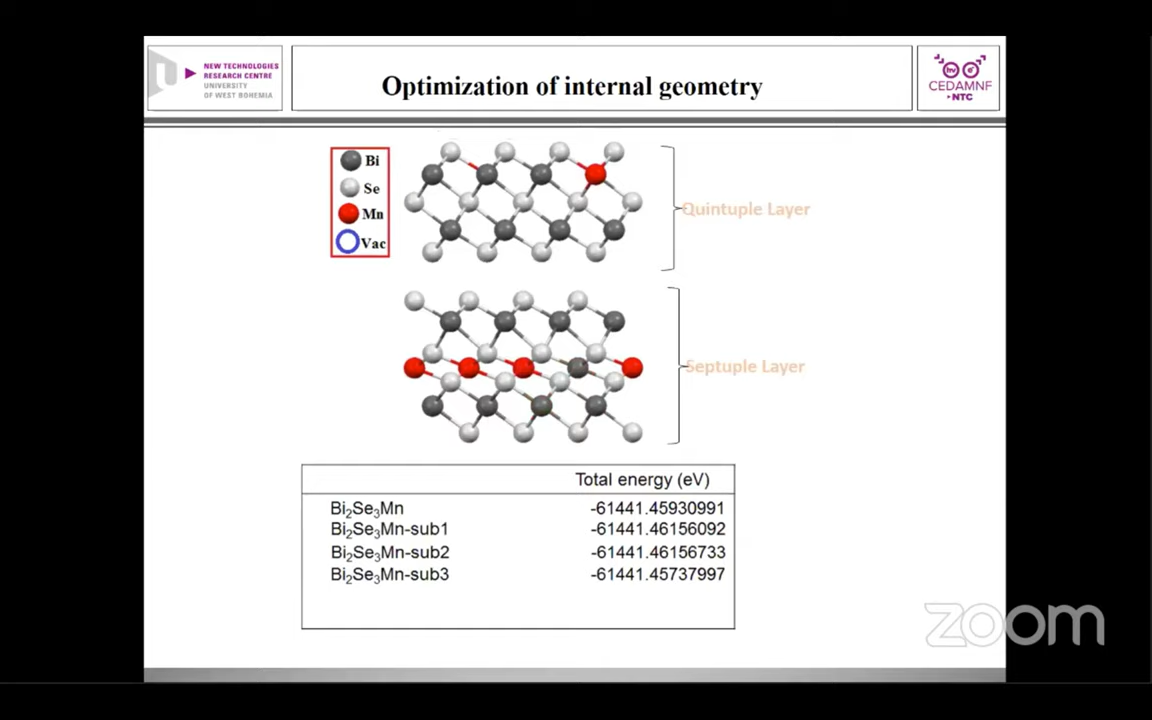 NEW TECHNOLOGIES
RESEARCH CENTRE
UNIVERSITY
OF WEST BOHEMIA
Optimization of internal geometry
CEDAMNF
NTC
Bi
Se
Mn
Vac
Quintuple Layer
Septuple Layer
Total energy (eV)
Bi₂Se₃Mn -61441.45930991
Bi₂Se₃Mn-sub1 -61441.46156092
Bi₂Se₃Mn-sub2 -61441.46156733
Bi₂Se₃Mn-sub3 -61441.45737997
zoom